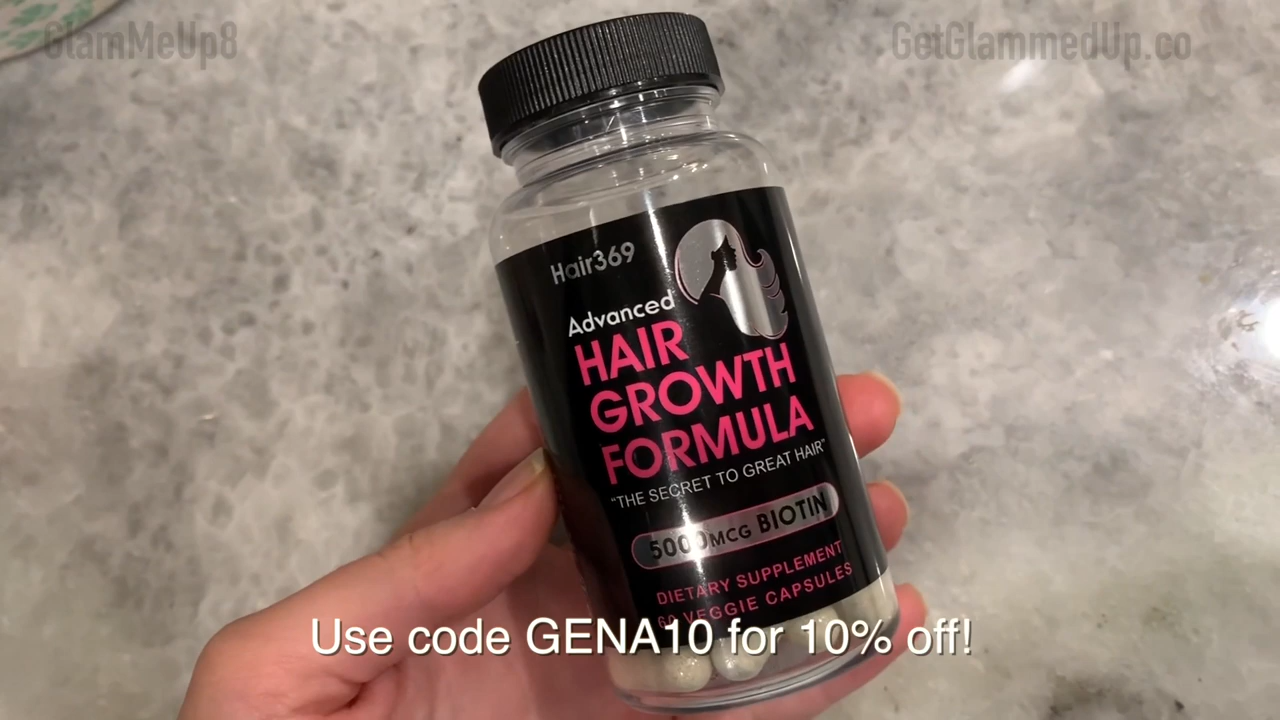 GlamMeUp8
GetGlammedUp.co
Hair369
Advanced
HAIR
GROWTH
FORMULA
"THE SECRET TO GREAT HAIR"
5000MCG BIOTIN
DIETARY SUPPLEMENT
60 VEGGIE CAPSULES
Use code GENA10 for 10% off!